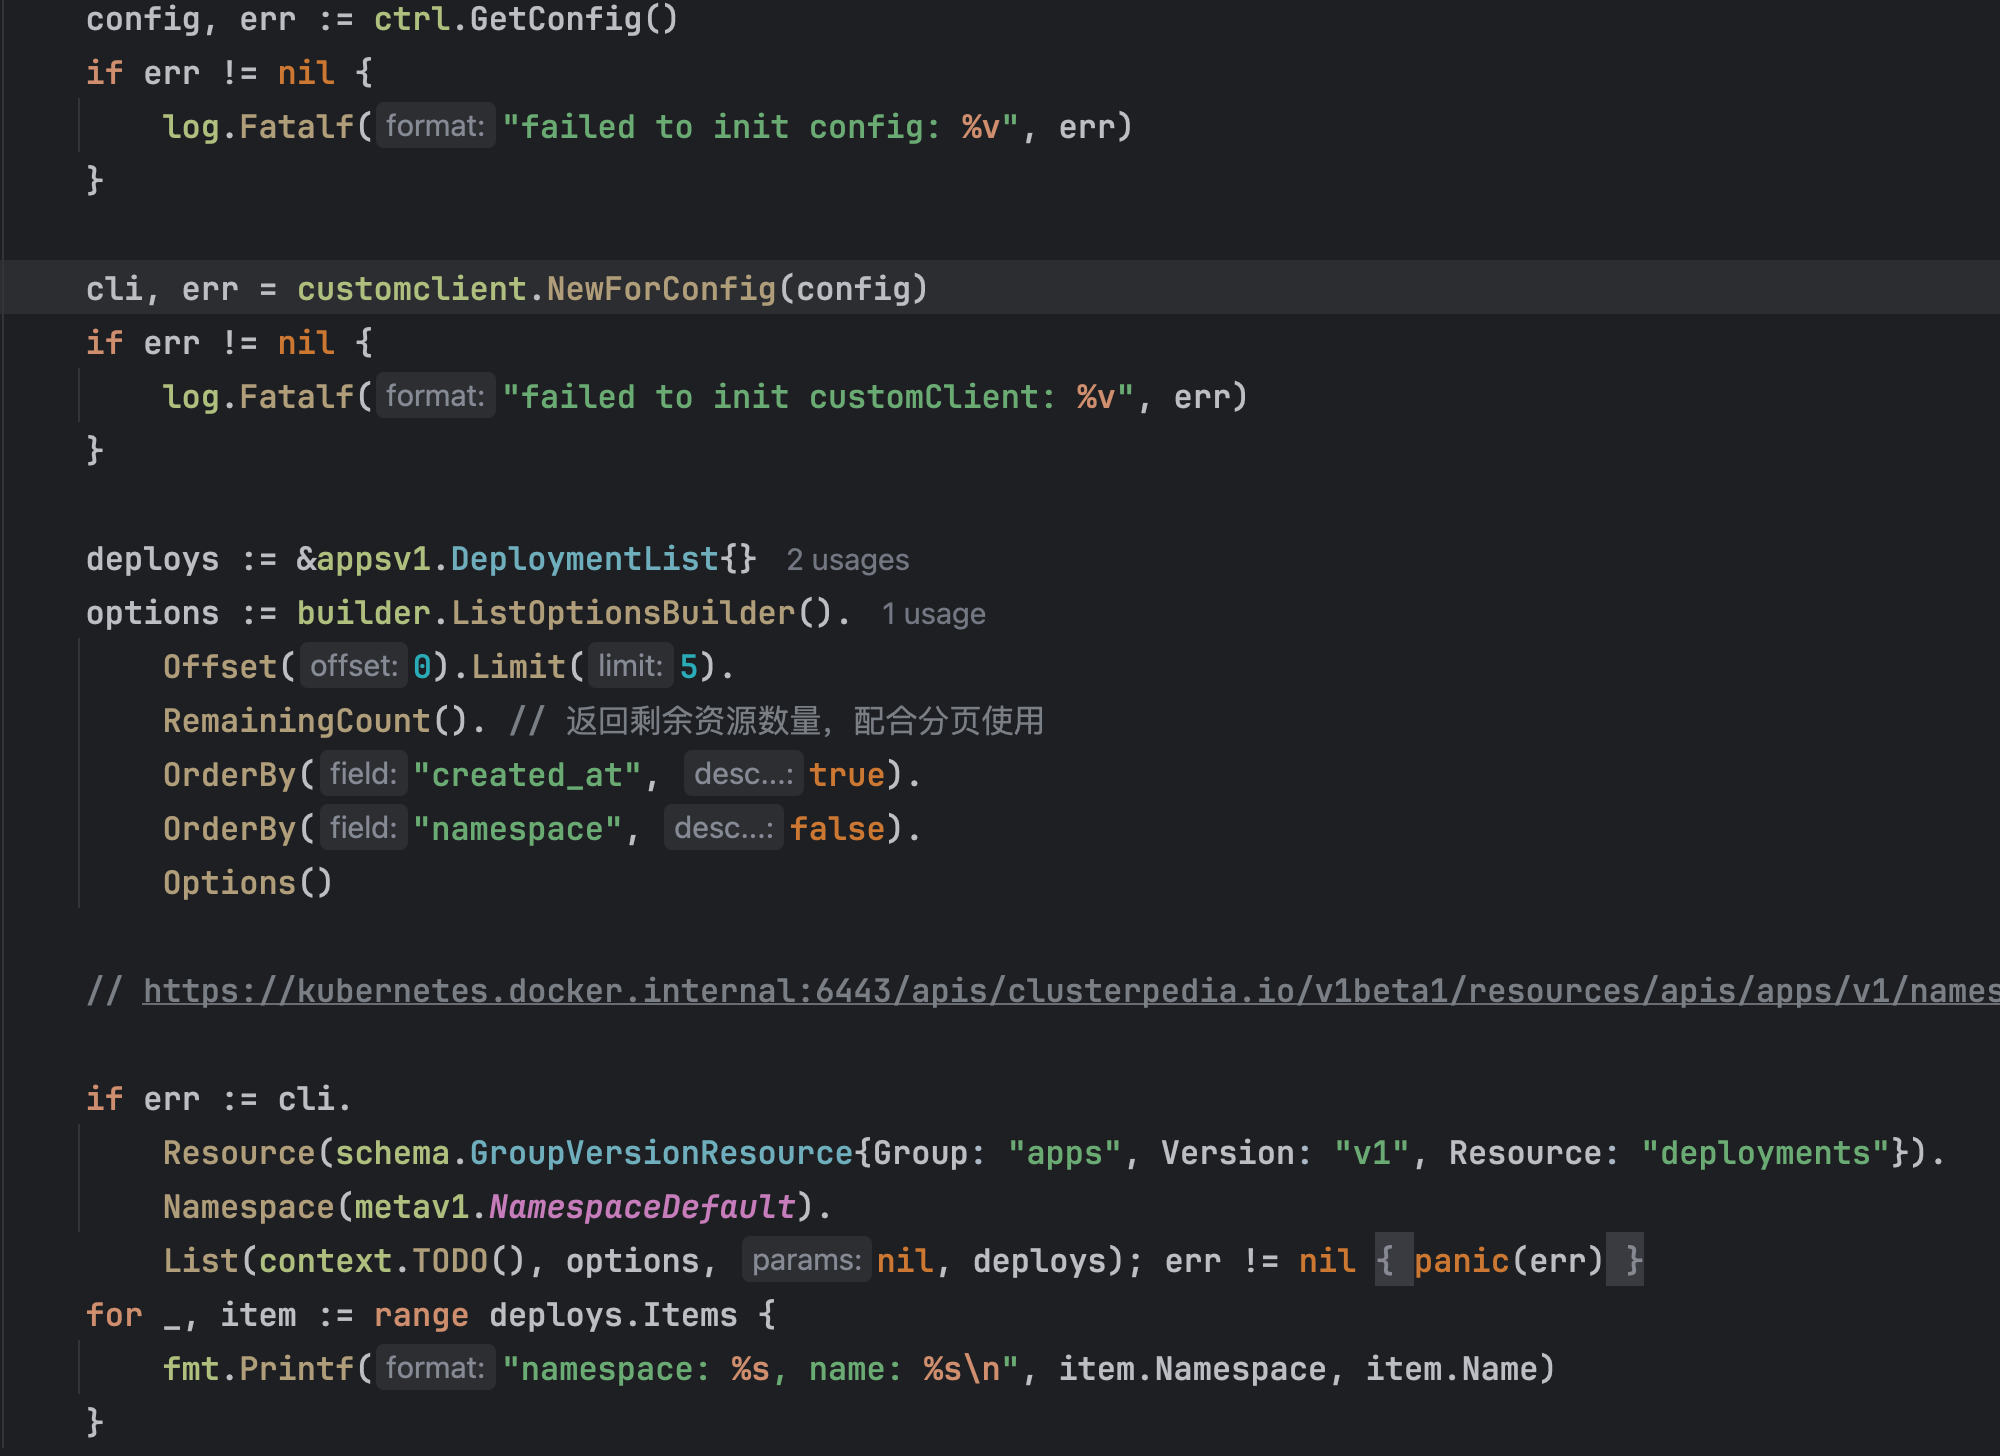 config, err := ctrl.GetConfig()
if err != nil {
log.Fatalf( format: "failed to init config: %v", err)
}
cli, err = customclient.NewForConfig(config)
if err != nil {
log.Fatalf( format: "failed to init customClient: %v", err)
}
deploys := &appsv1.DeploymentList{} 2 usages
options := builder.ListOptionsBuilder(). 1 usage
Offset( offset: 0).Limit( limit: 5).
RemainingCount(). // 返回剩余资源数量，配合分页使用
OrderBy( field: "created_at", desc...: true).
OrderBy( field: "namespace", desc...: false).
Options()
// https://kubernetes.docker.internal:6443/apis/clusterpedia.io/v1beta1/resources/apis/apps/v1/names
if err := cli.
Resource(schema.GroupVersionResource{Group: "apps", Version: "v1", Resource: "deployments"}).
Namespace(metav1.NamespaceDefault).
List(context.TODO(), options, params: nil, deploys); err != nil { panic(err) }
for _, item := range deploys.Items {
fmt.Printf( format: "namespace: %s, name: %s\n", item.Namespace, item.Name)
}